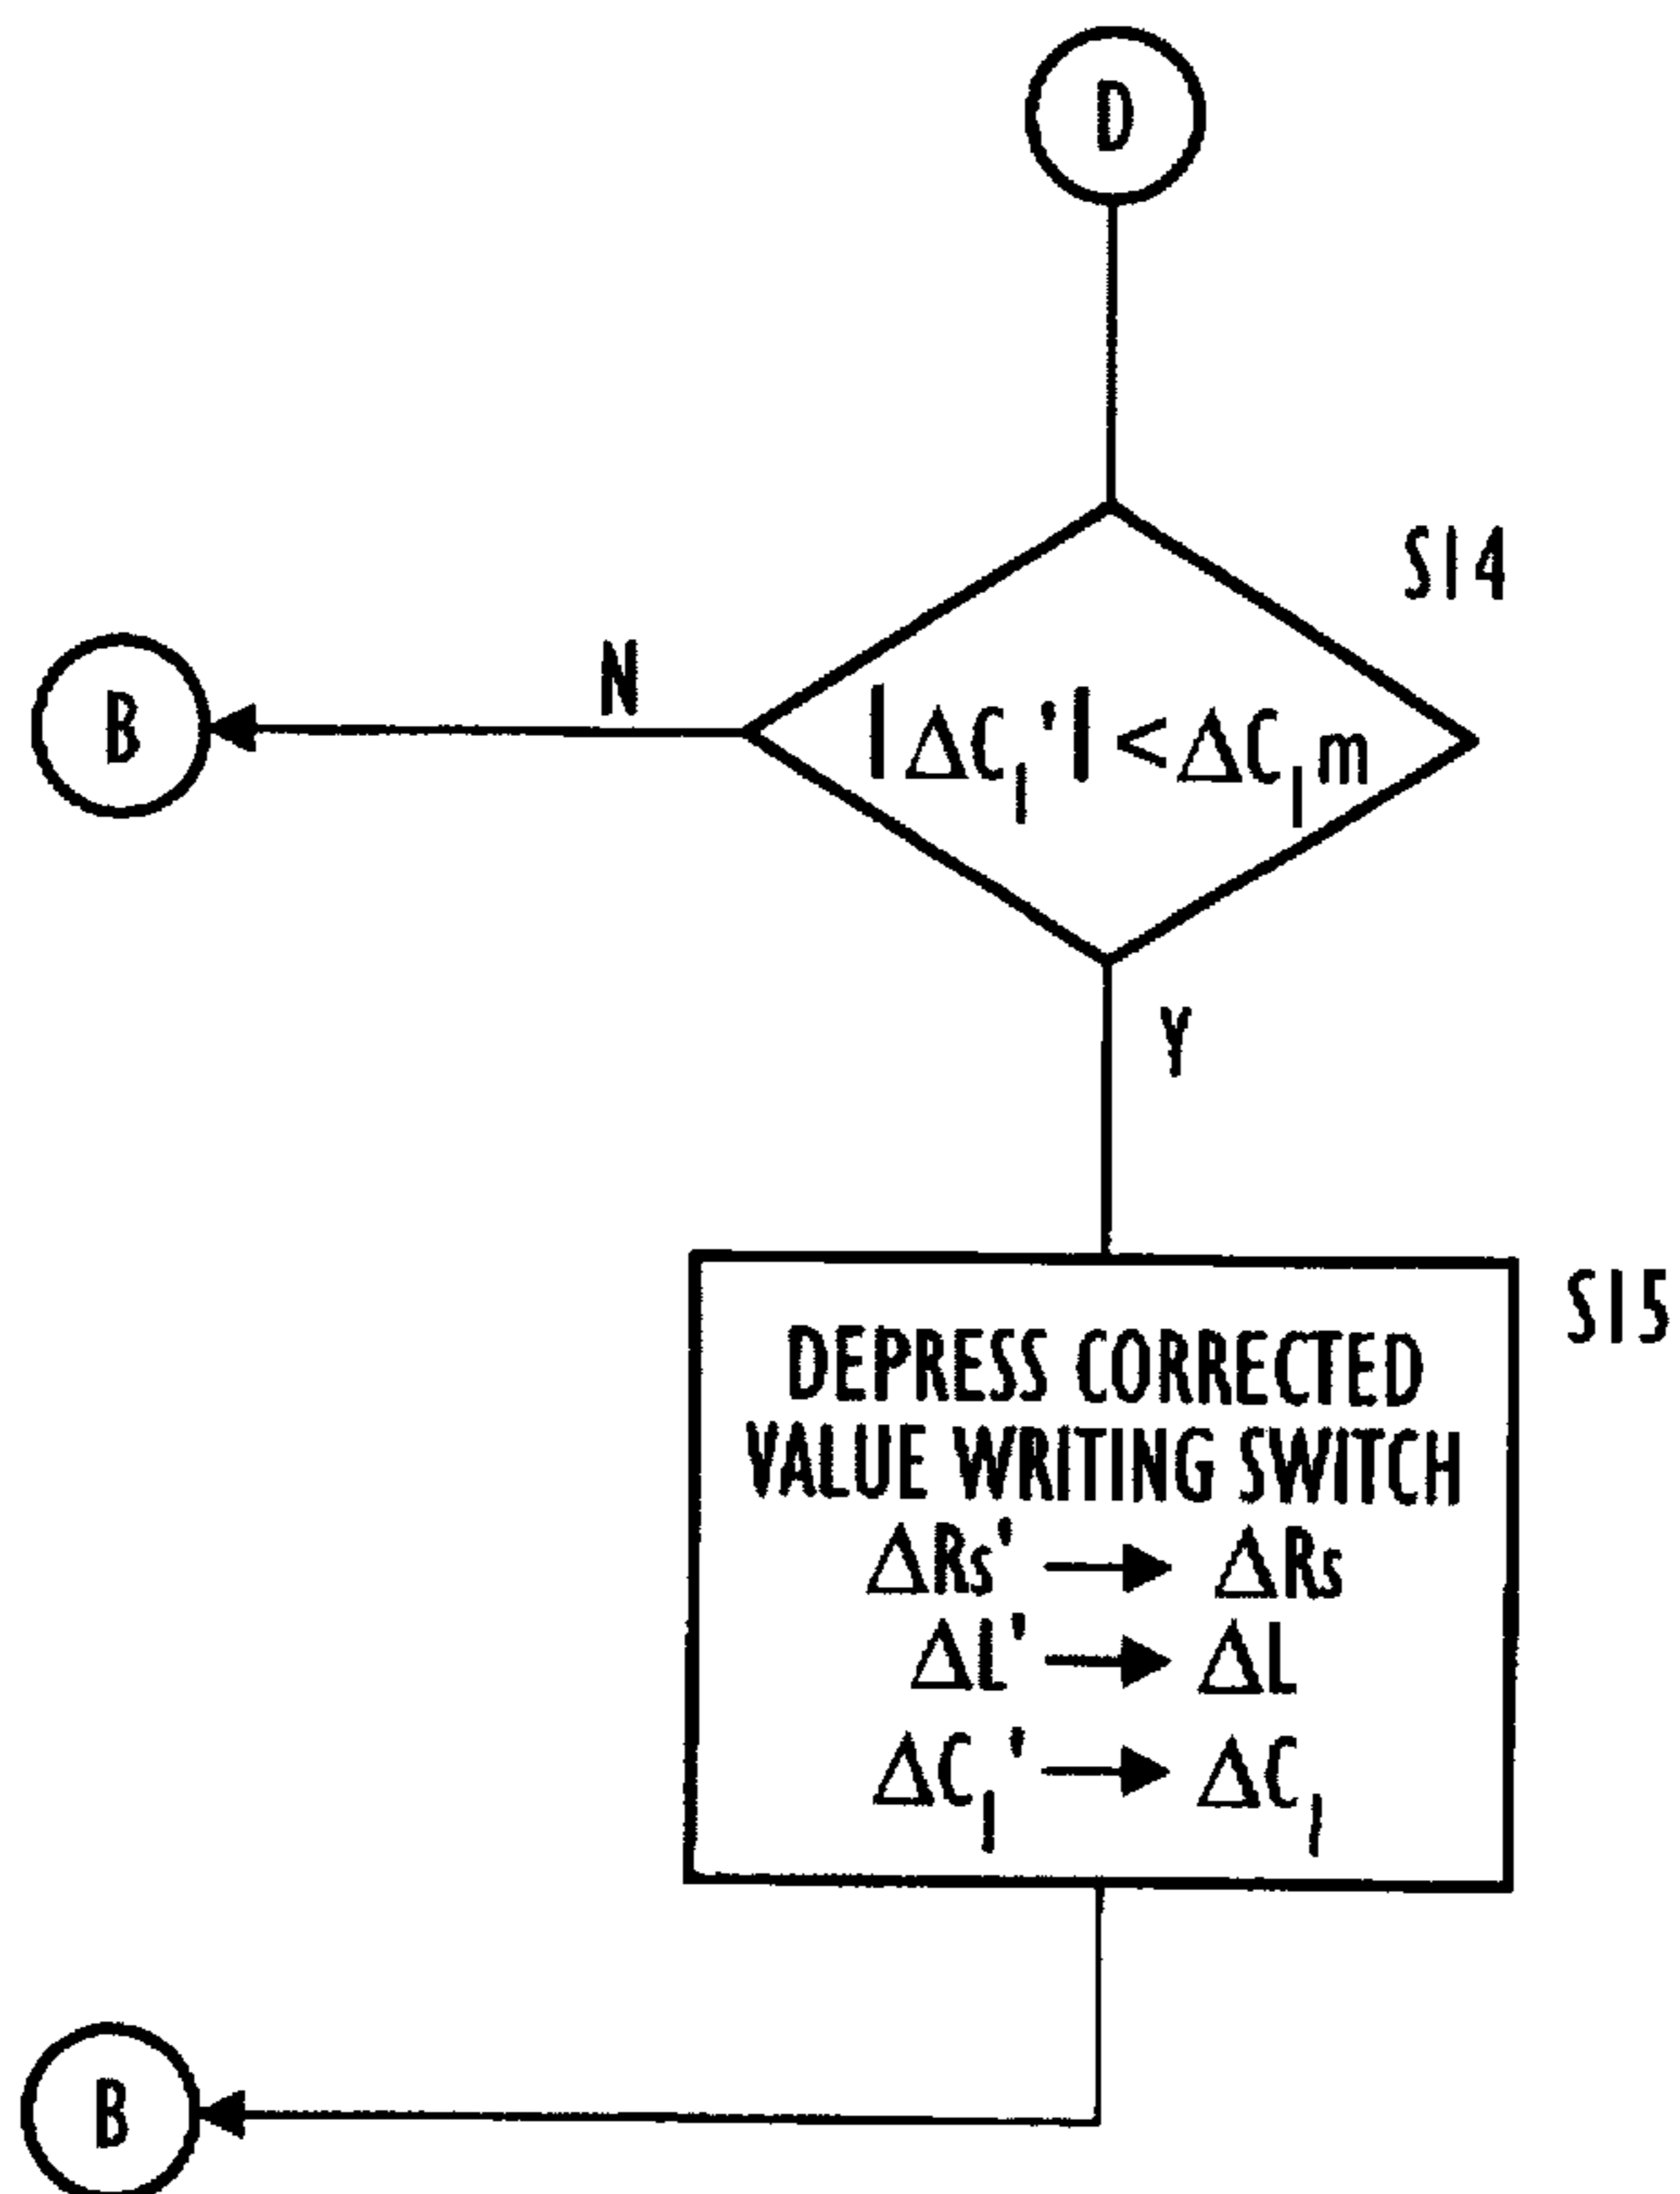 D
S14
N
B
|ΔC₁'|<ΔC₁m
Y
S15
DEPRESS CORRECTED
VALUE WRITING SWITCH
ΔRs' → ΔRs
ΔL' → ΔL
ΔC₁' → ΔC₁
B